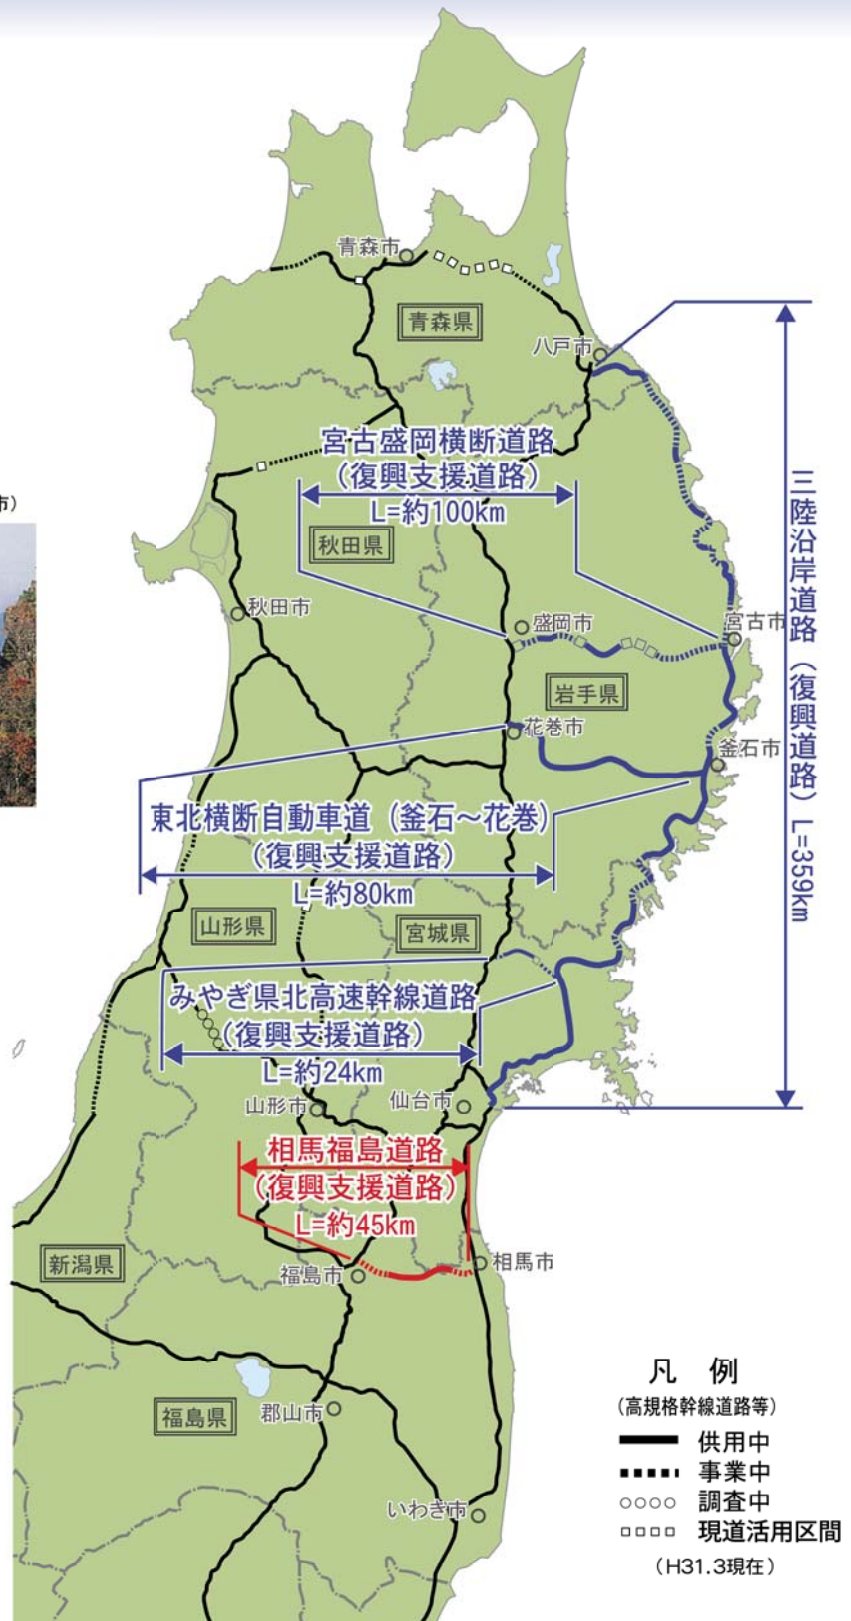 青森市
青森県
八戸市
宮古盛岡横断道路
(復興支援道路)
L=約100km
市)
秋田県
秋田市
盛岡市
宮古市
岩手県
花巻市
釜石市
三陸沿岸道路(復興道路)L=359km
東北横断自動車道(釜石~花巻)
(復興支援道路)
L=約80km
山形県
宮城県
みやぎ県北高速幹線道路
(復興支援道路)
L=約24km
山形市
仙台市
相馬福島道路
(復興支援道路)
L=約45km
新潟県
福島市
相馬市
福島県
郡山市
いわき市
凡 例
(高規格幹線道路等)
供用中
事業中
調査中
現道活用区間
(H31.3現在)